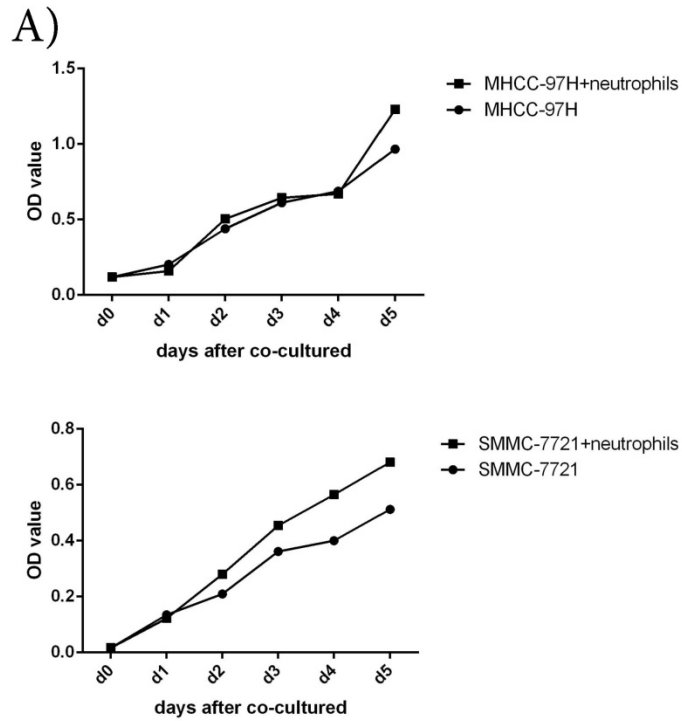 A)
1.5
1.0
0.5
0.0
OD value
d0 d1 d2 d3 d4 d5
days after co-cultured
MHCC-97H+neutrophils
MHCC-97H
0.8
0.6
0.4
0.2
0.0
OD value
d0 d1 d2 d3 d4 d5
days after co-cultured
SMMC-7721+neutrophils
SMMC-7721